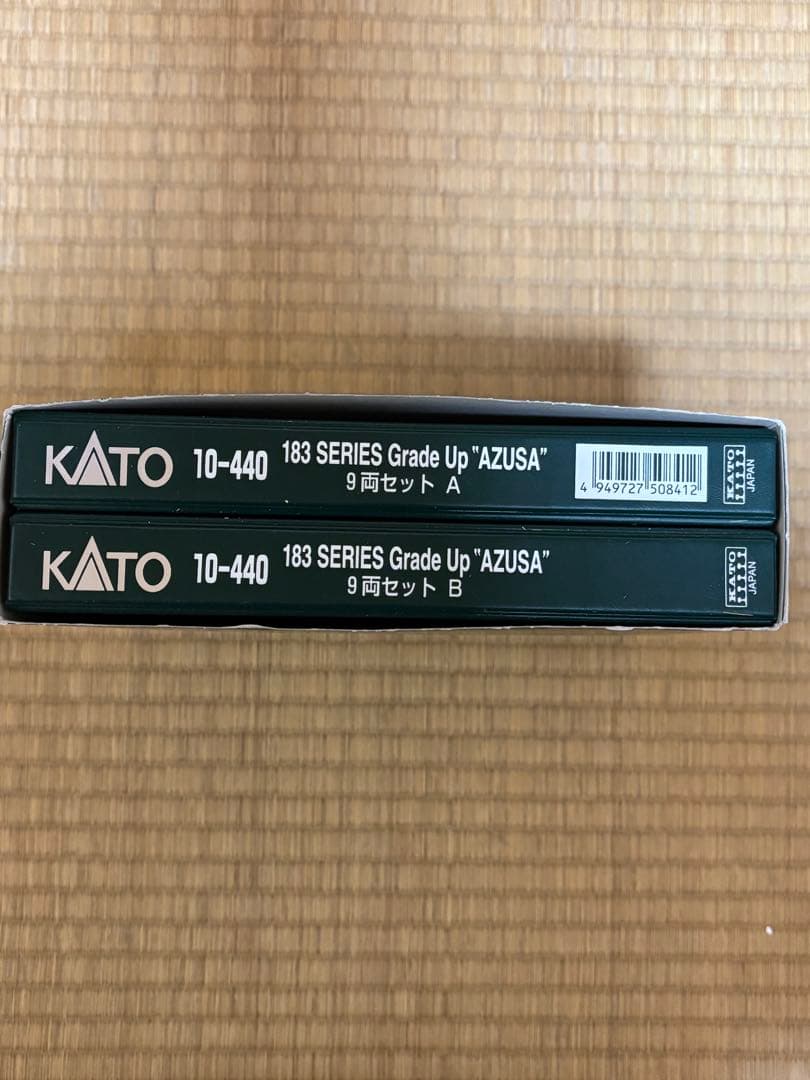 KATO 10-440 183 SERIES Grade Up "AZUSA"
9両セット A
4 949727 508412
KATO
JAPAN
KATO 10-440 183 SERIES Grade Up "AZUSA"
9両セット B
KATO
JAPAN